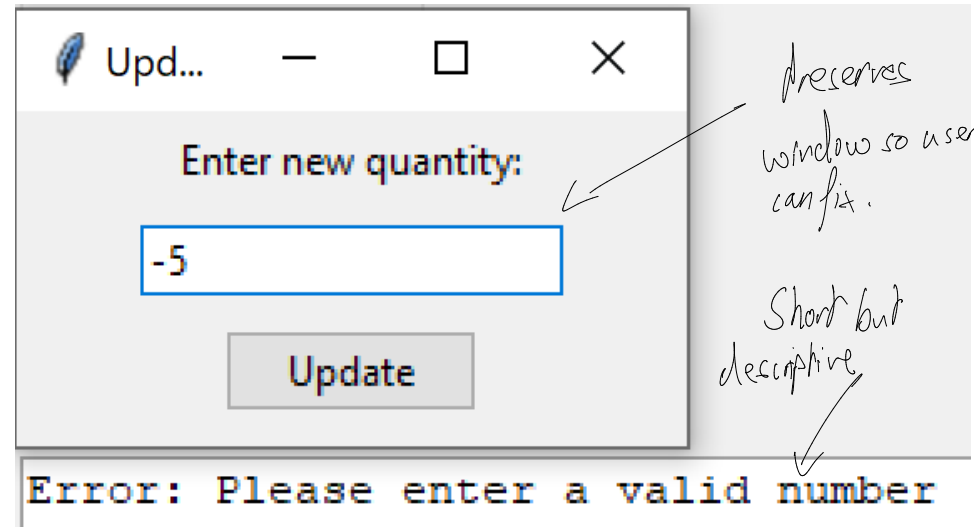 Upd...
Enter new quantity:
-5
Update
preserves
window so user
can fix.
Short but
descriptive
Error: Please enter a valid number